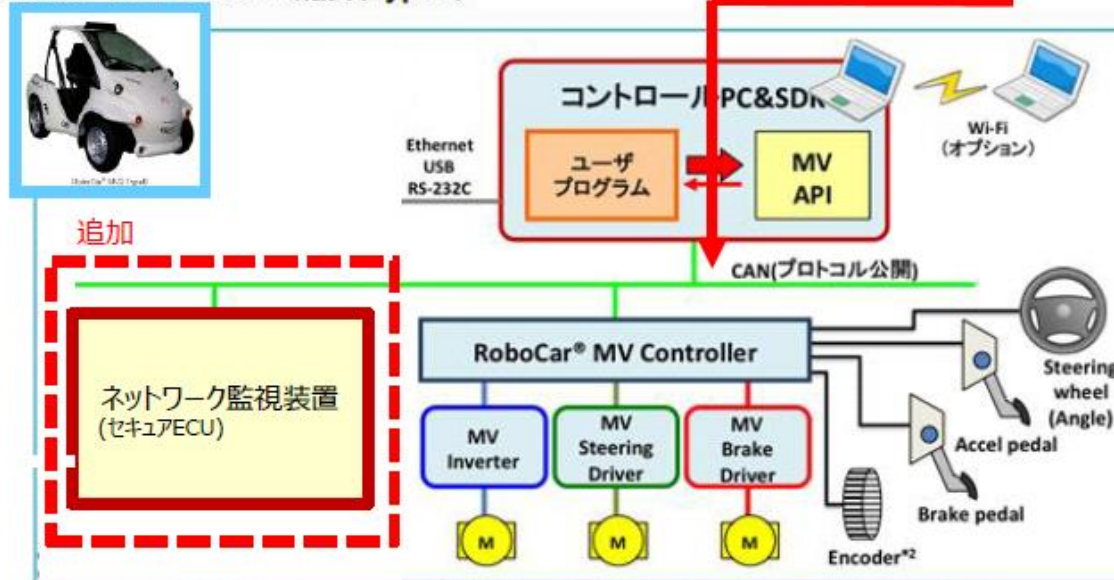 追加
コントロールPC&SDK
Ethernet
USB
RS-232C
ユーザ
プログラム
MV
API
Wi-Fi
(オプション)
CAN(プロトコル公開)
ネットワーク監視装置
(セキュアECU)
RoboCar® MV Controller
MV
Inverter
MV
Steering
Driver
MV
Brake
Driver
M
M
M
Encoder*2
Steering
wheel
(Angle)
Accel pedal
Brake pedal